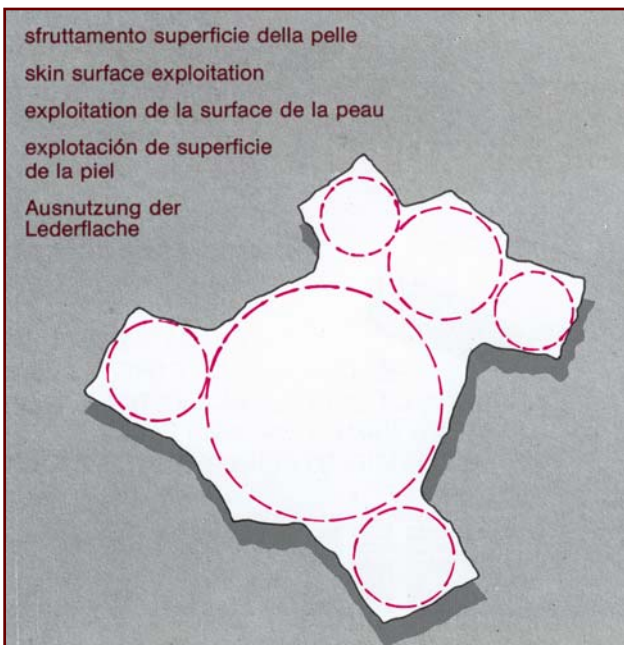 sfruttamento superficie della pelle
skin surface exploitation
exploitation de la surface de la peau
explotación de superficie
de la piel
Ausnutzung der
Lederflache